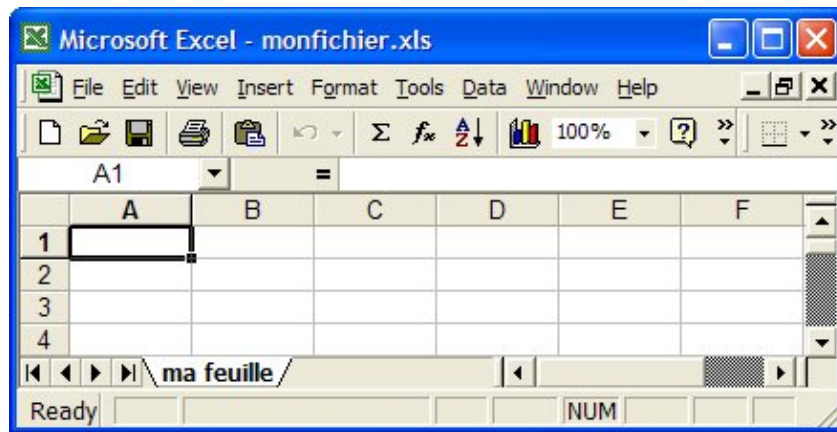 Microsoft Excel - monfichier.xls
File Edit View Insert Format Tools Data Window Help
Σ fx A Z 100% ?
A1 =
A B C D E F
1
2
3
4
ma feuille
Ready NUM